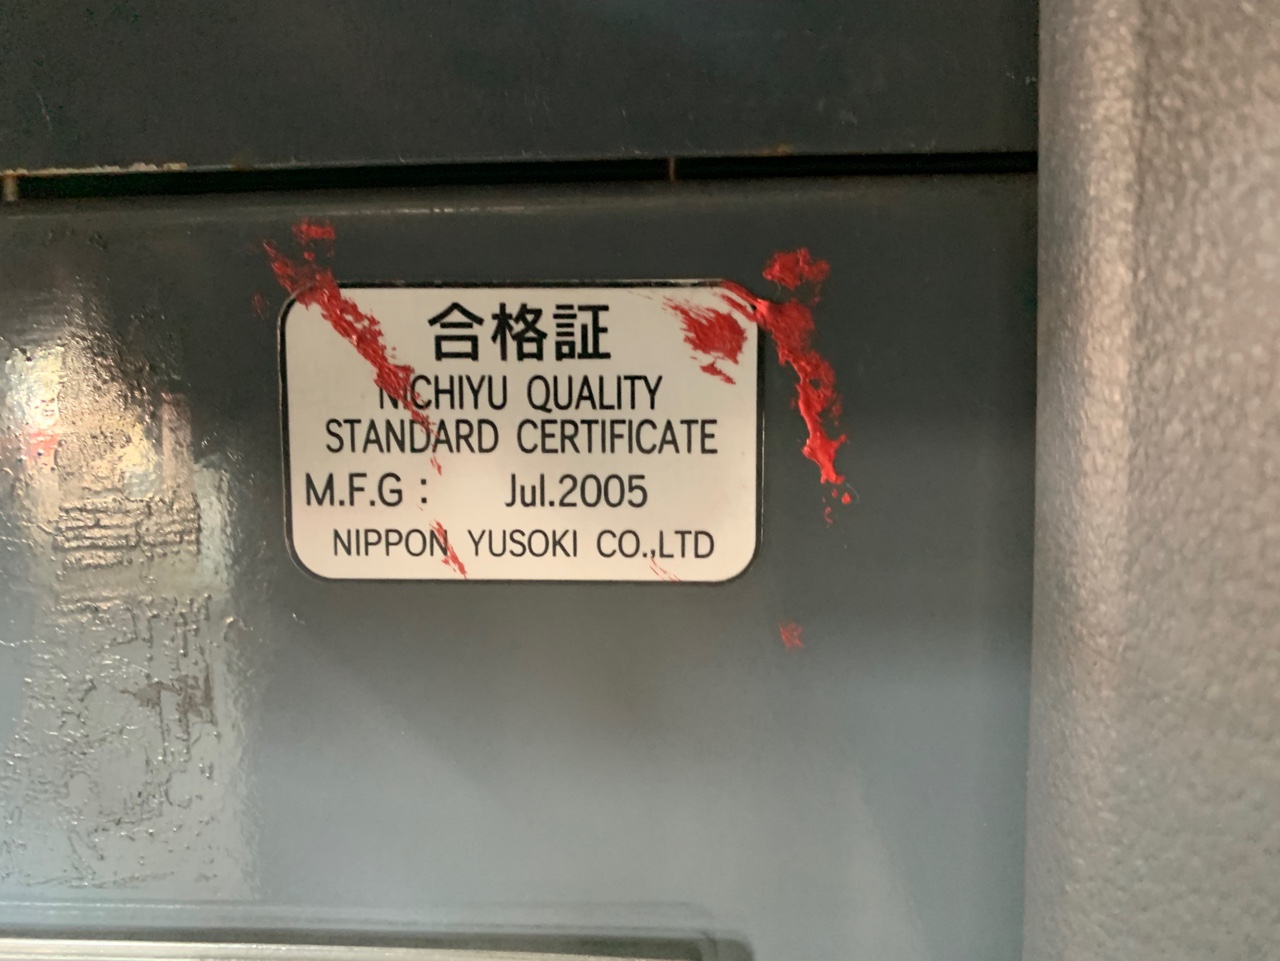 合格証
NICHIYU QUALITY
STANDARD CERTIFICATE
M.F.G : Jul.2005
NIPPON YUSOKI CO.,LTD